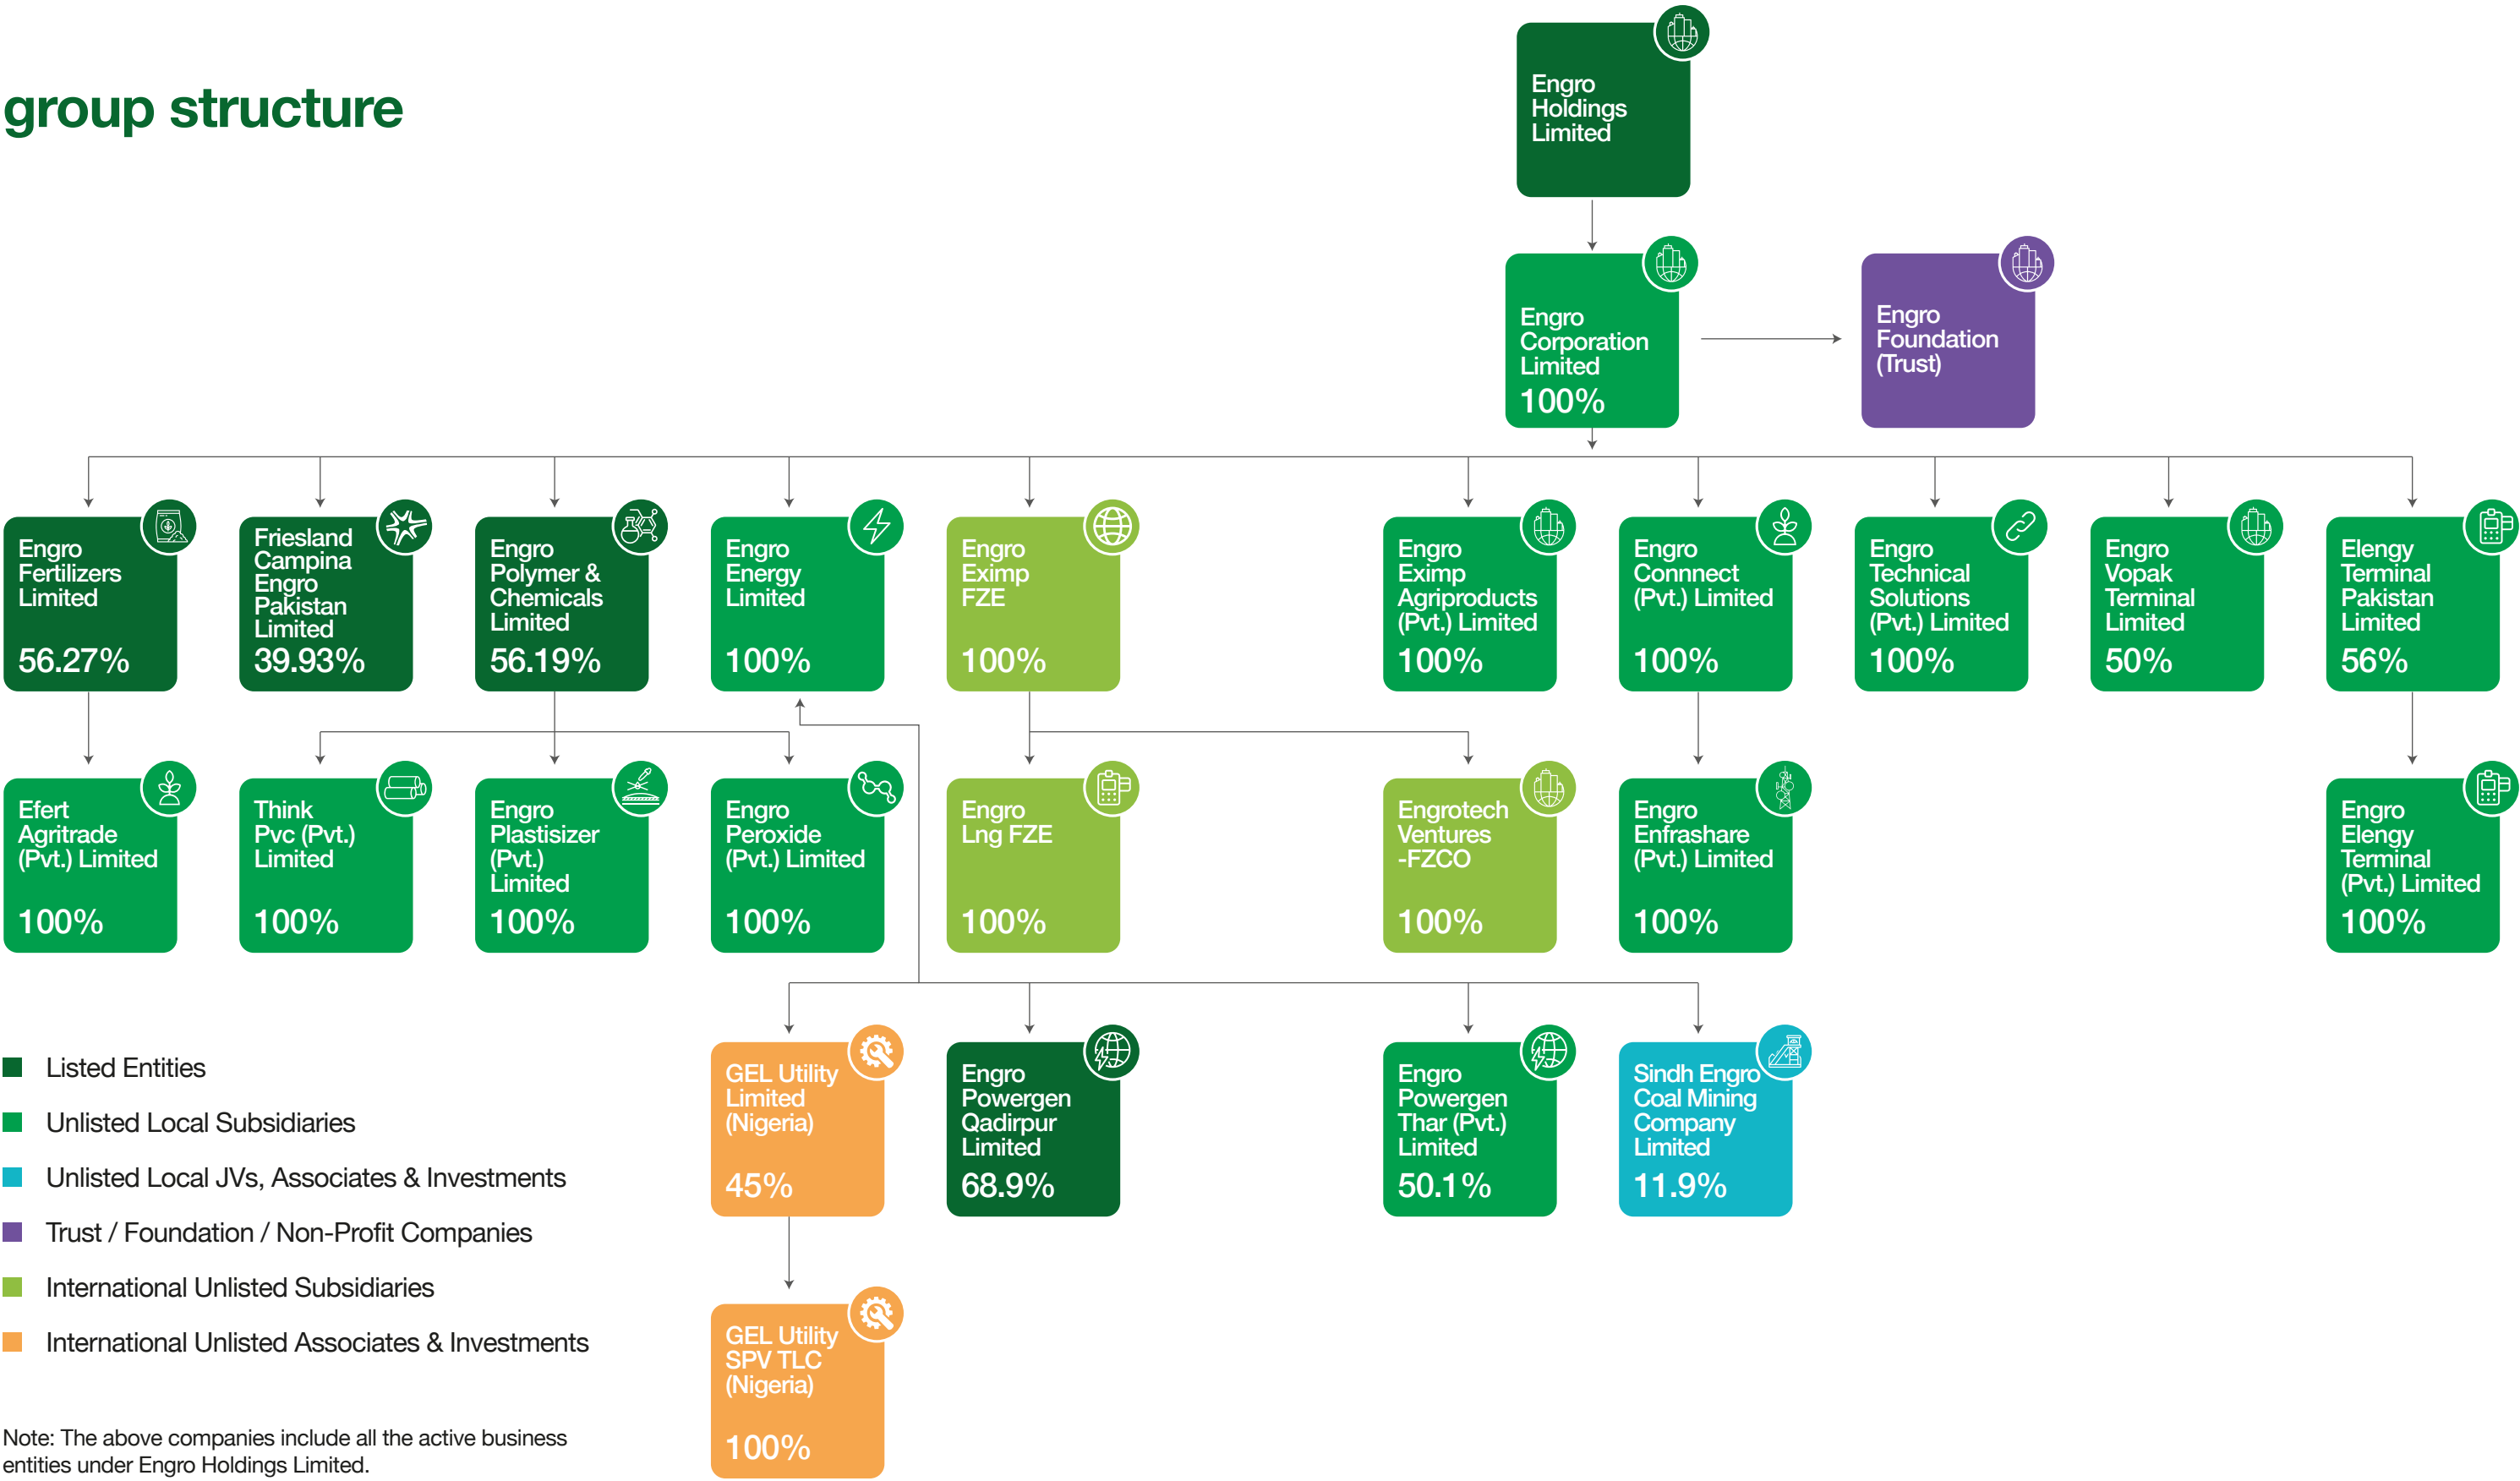 group structure
Engro
Holdings
Limited
Engro
Corporation
Limited
100%
Engro
Foundation
(Trust)
Engro
Fertilizers
Limited
56.27%
Friesland
Campina
Engro
Pakistan
Limited
39.93%
Engro
Polymer &
Chemicals
Limited
56.19%
Engro
Energy
Limited
100%
Engro
Eximp
FZE
100%
Engro
Eximp
Agriproducts
(Pvt.) Limited
100%
Engro
Connnect
(Pvt.) Limited
100%
Engro
Technical
Solutions
(Pvt.) Limited
100%
Engro
Vopak
Terminal
Limited
50%
Elengy
Terminal
Pakistan
Limited
56%
Efert
Agritrade
(Pvt.) Limited
100%
Think
Pvc (Pvt.)
Limited
100%
Engro
Plastisizer
(Pvt.)
Limited
100%
Engro
Peroxide
(Pvt.) Limited
100%
Engro
Lng FZE
100%
Engrotech
Ventures
-FZCO
100%
Engro
Enfrashare
(Pvt.) Limited
100%
Engro
Elengy
Terminal
(Pvt.) Limited
100%
GEL Utility
Limited
(Nigeria)
45%
Engro
Powergen
Qadirpur
Limited
68.9%
Engro
Powergen
Thar (Pvt.)
Limited
50.1%
Sindh Engro
Coal Mining
Company
Limited
11.9%
GEL Utility
SPV TLC
(Nigeria)
100%
Listed Entities
Unlisted Local Subsidiaries
Unlisted Local JVs, Associates & Investments
Trust / Foundation / Non-Profit Companies
International Unlisted Subsidiaries
International Unlisted Associates & Investments
Note: The above companies include all the active business
entities under Engro Holdings Limited.